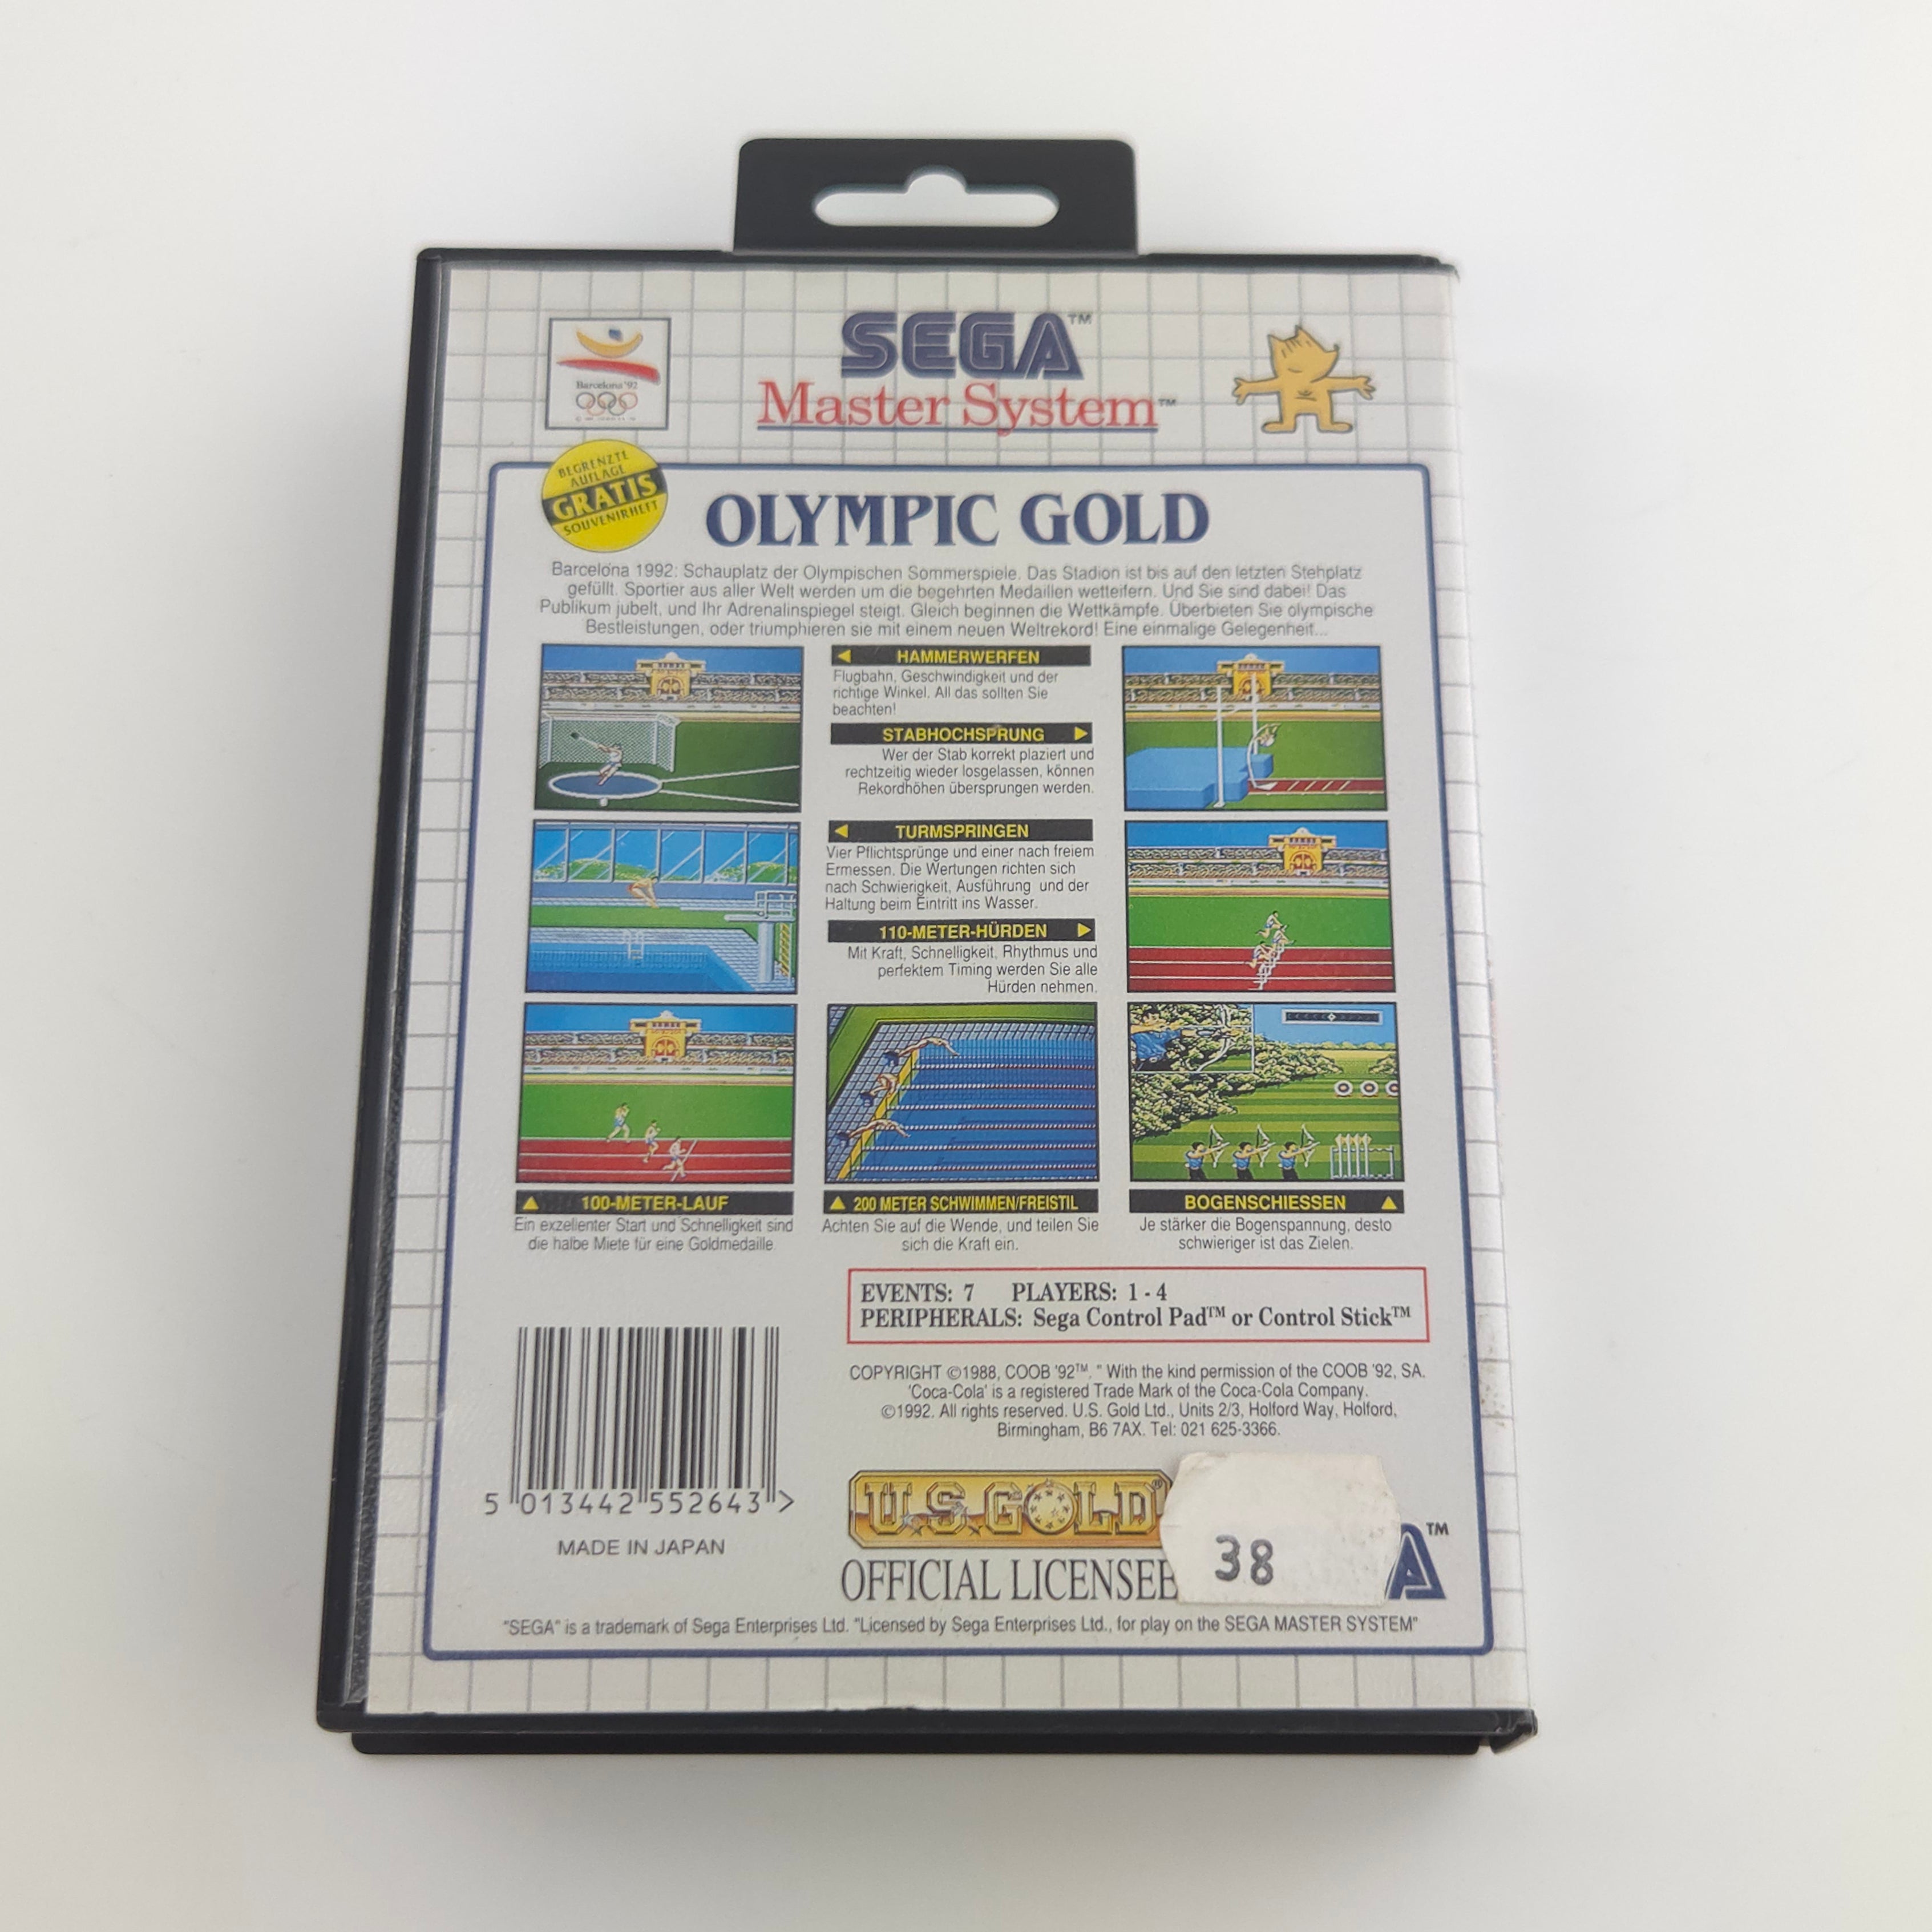 Barcelona '92
SEGA™
Master System™
BEGRENZTE
AUFLAGE
GRATIS
SOUVENIRHEFT
OLYMPIC GOLD
Barcelona 1992: Schauplatz der Olympischen Sommerspiele. Das Stadion ist bis auf den letzten Stehplatz
gefüllt. Sportier aus aller Welt werden um die begehrten Medaillen wetteifern. Und Sie sind dabei! Das
Publikum jubelt, und Ihr Adrenalinspiegel steigt. Gleich beginnen die Wettkämpfe. Überbieten Sie olympische
Bestleistungen, oder triumphieren sie mit einem neuen Weltrekord! Eine einmalige Gelegenheit...
◀ HAMMERWERFEN
Flugbahn, Geschwindigkeit und der
richtige Winkel. All das sollten Sie
beachten!
STABHOCHSPRUNG ▶
Wer der Stab korrekt plaziert und
rechtzeitig wieder losgelassen, können
Rekordhöhen übersprungen werden.
◀ TURMSPRINGEN
Vier Pflichtsprünge und einer nach freiem
Ermessen. Die Wertungen richten sich
nach Schwierigkeit, Ausführung und der
Haltung beim Eintritt ins Wasser.
110-METER-HÜRDEN ▶
Mit Kraft, Schnelligkeit, Rhythmus und
perfektem Timing werden Sie alle
Hürden nehmen.
▲ 100-METER-LAUF
Ein exzellenter Start und Schnelligkeit sind
die halbe Miete für eine Goldmedaille.
▲ 200 METER SCHWIMMEN/FREISTIL
Achten Sie auf die Wende, und teilen Sie
sich die Kraft ein.
BOGENSCHIESSEN ▲
Je stärker die Bogenspannung, desto
schwieriger ist das Zielen.
EVENTS: 7 PLAYERS: 1 - 4
PERIPHERALS: Sega Control Pad™ or Control Stick™
COPYRIGHT ©1988, COOB '92™. " With the kind permission of the COOB '92, SA.
'Coca-Cola' is a registered Trade Mark of the Coca-Cola Company.
©1992. All rights reserved. U.S. Gold Ltd., Units 2/3, Holford Way, Holford,
Birmingham, B6 7AX. Tel: 021 625-3366.
5 013442 552643 >
MADE IN JAPAN
U.S. GOLD®
OFFICIAL LICENSEE
38
A™
"SEGA" is a trademark of Sega Enterprises Ltd. "Licensed by Sega Enterprises Ltd., for play on the SEGA MASTER SYSTEM"